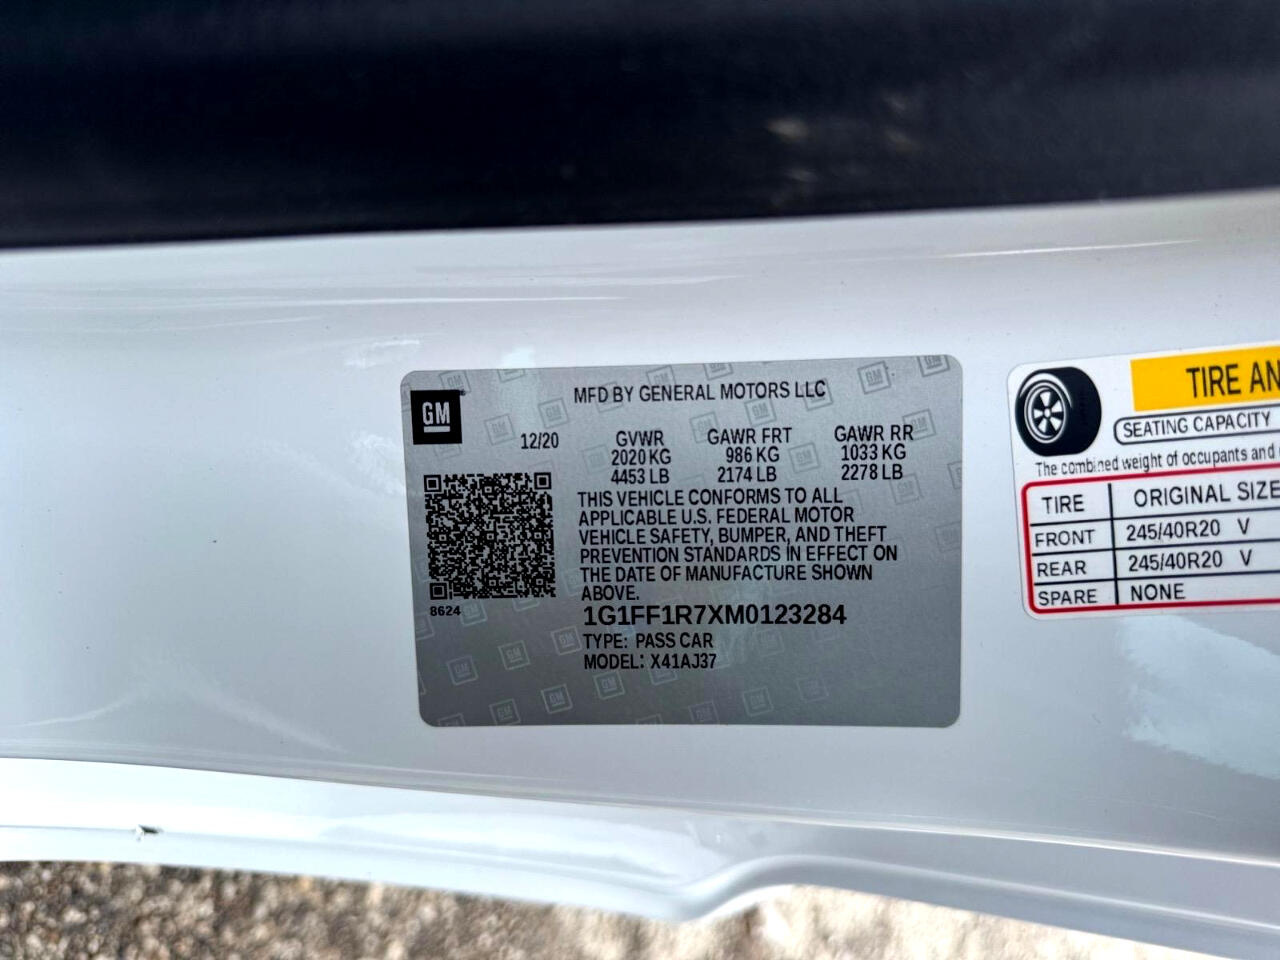 MFD BY GENERAL MOTORS LLC
GM
12/20
GVWR GAWR FRT GAWR RR
2020 KG 986 KG 1033 KG
4453 LB 2174 LB 2278 LB
THIS VEHICLE CONFORMS TO ALL
APPLICABLE U.S. FEDERAL MOTOR
VEHICLE SAFETY, BUMPER, AND THEFT
PREVENTION STANDARDS IN EFFECT ON
THE DATE OF MANUFACTURE SHOWN
ABOVE.
8624
1G1FF1R7XM0123284
TYPE: PASS CAR
MODEL: X41AJ37
TIRE AN
SEATING CAPACITY
The combined weight of occupants and
TIRE ORIGINAL SIZE
FRONT 245/40R20 V
REAR 245/40R20 V
SPARE NONE